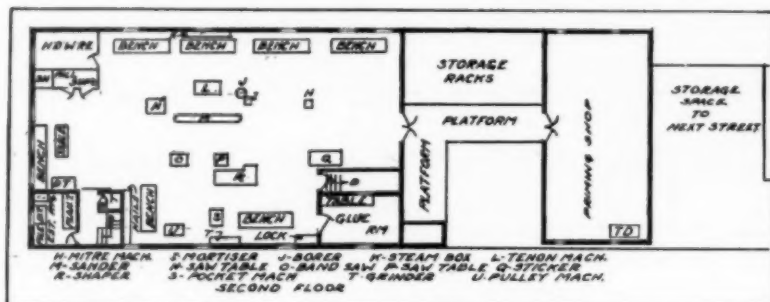 HDWRE
BENCH BENCH BENCH BENCH
STORAGE
RACKS
STORAGE
SPACE
TO
NEXT STREET
L
J
I
H
N
M
PLATFORM
PRIMING SHOP
PLATFORM
BENCH
O
P
Q
R
D
TABLE
GLUE
RM
BENCH
S
BENCH
U
T
LOCK
TD
H-MITRE MACH. I-MORTISER J-BORER K-STEAM BOX L-TENON MACH.
M-SANDER N-SAW TABLE O-BAND SAW P-SAW TABLE Q-STICKER
R-SHAPER S-POCKET MACH T-GRINDER U-PULLEY MACH.
SECOND FLOOR